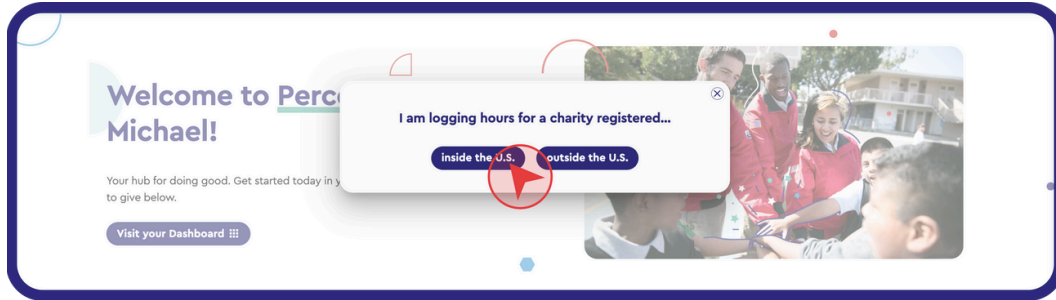 Welcome to Perc
Michael!
Your hub for doing good. Get started today in
to give below.
Visit your Dashboard
I am logging hours for a charity registered...
inside the U.S.
outside the U.S.